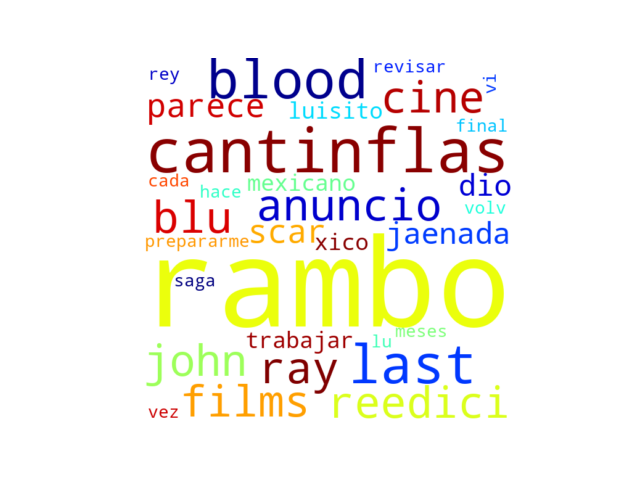 rey
blood
revisar
vi
parece
luisito
cine
final
cantinflas
cada
hace
mexicano
dio
blu
anuncio
volv
prepararme
scar
xico
jaenada
rambo
saga
trabajar
lu
meses
john
ray
last
vez
films
reedici